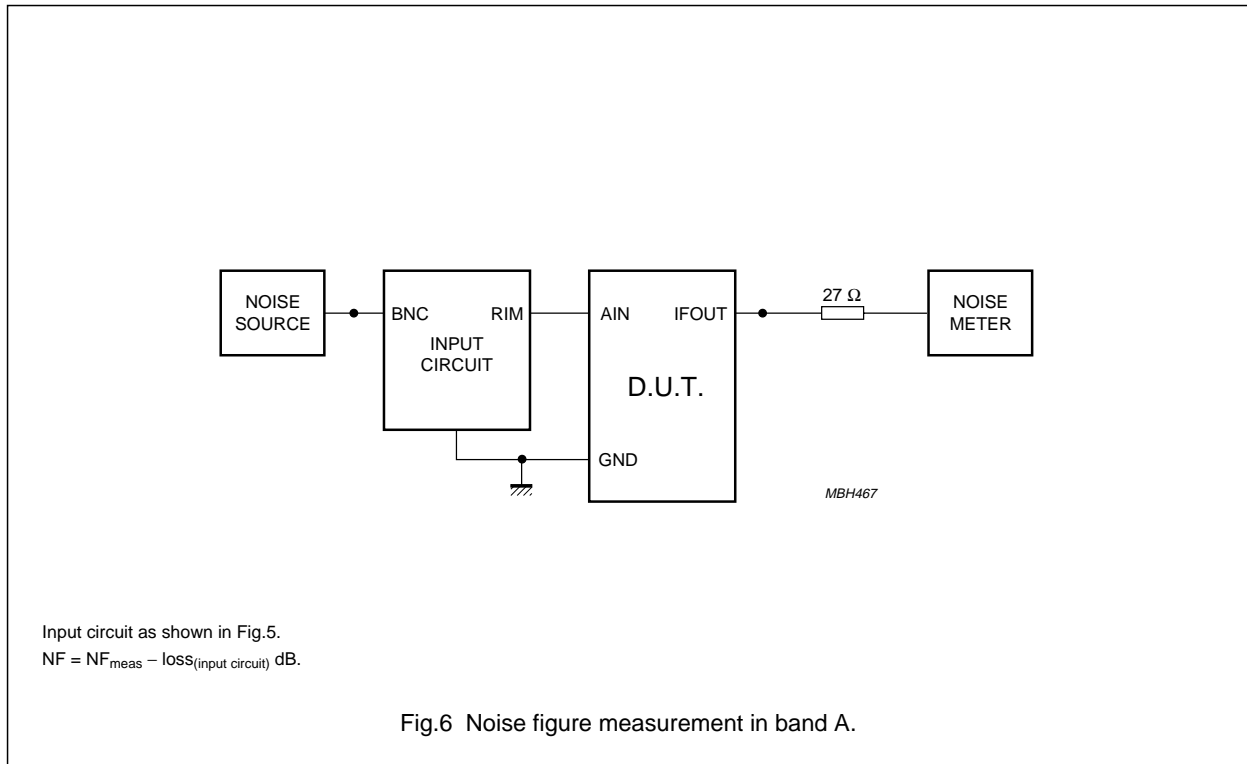 NOISE
SOURCE
BNC
RIM
INPUT
CIRCUIT
AIN
IFOUT
D.U.T.
GND
27 Ω
NOISE
METER
MBH467
Input circuit as shown in Fig.5.
NF = NFmeas − loss(input circuit) dB.
Fig.6 Noise figure measurement in band A.